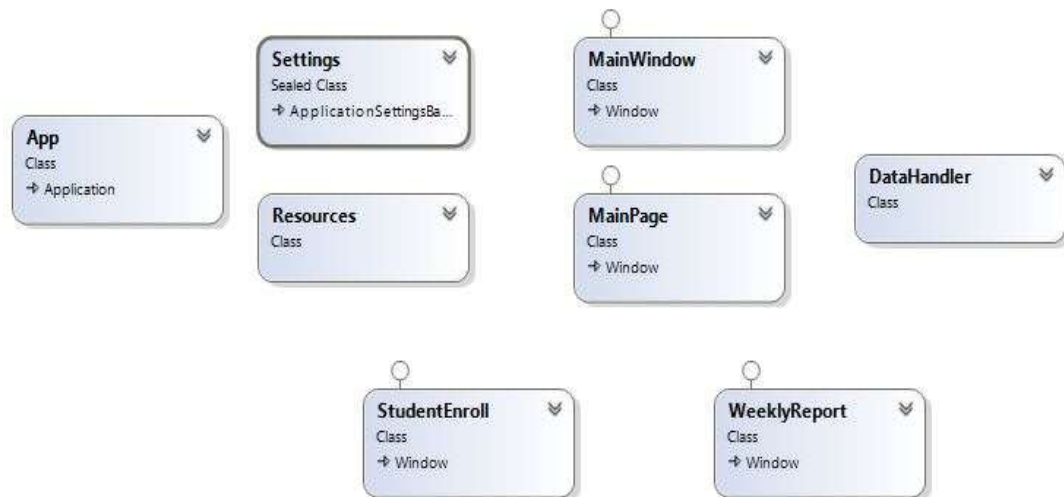 Settings
Sealed Class
ApplicationSettingsBa...
MainWindow
Class
Window
App
Class
Application
DataHandler
Class
Resources
Class
MainPage
Class
Window
StudentEnroll
Class
Window
WeeklyReport
Class
Window